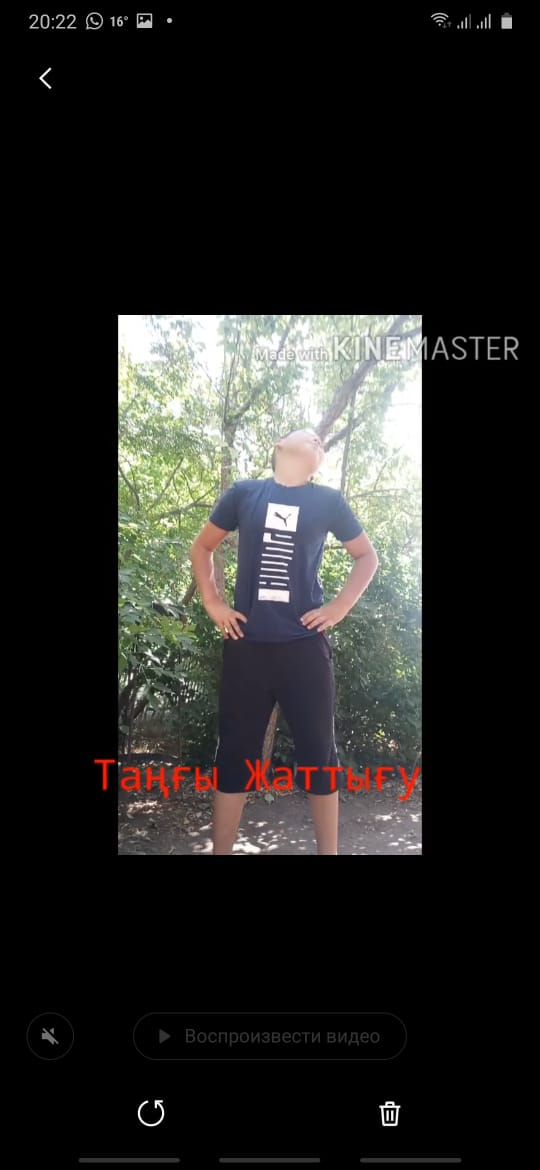 20:22 16°
Made with KINEMASTER
PUMA
Таңғы Жаттығу
Воспроизвести видео